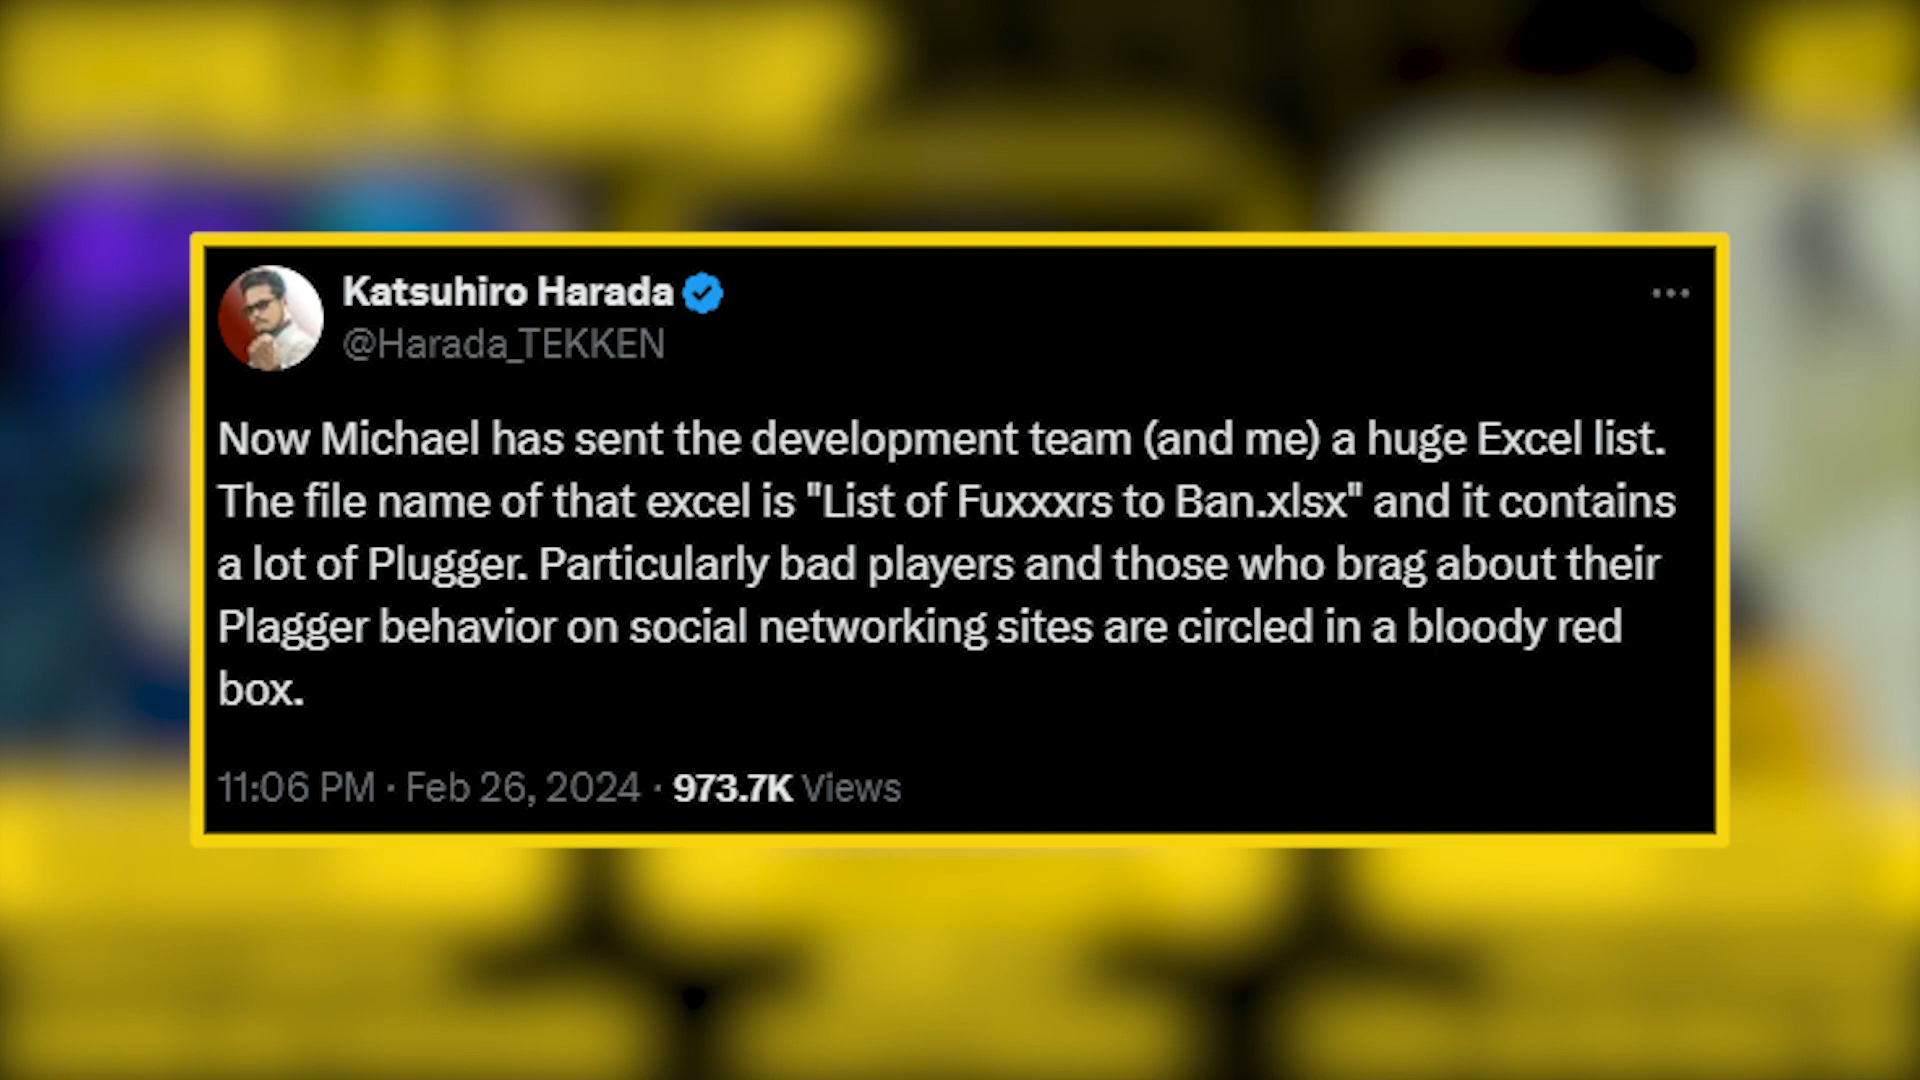 Katsuhiro Harada
@Harada_TEKKEN
Now Michael has sent the development team (and me) a huge Excel list.
The file name of that excel is "List of Fuxxxrs to Ban.xlsx" and it contains
a lot of Plugger. Particularly bad players and those who brag about their
Plagger behavior on social networking sites are circled in a bloody red
box.
11:06 PM · Feb 26, 2024 · 973.7K Views